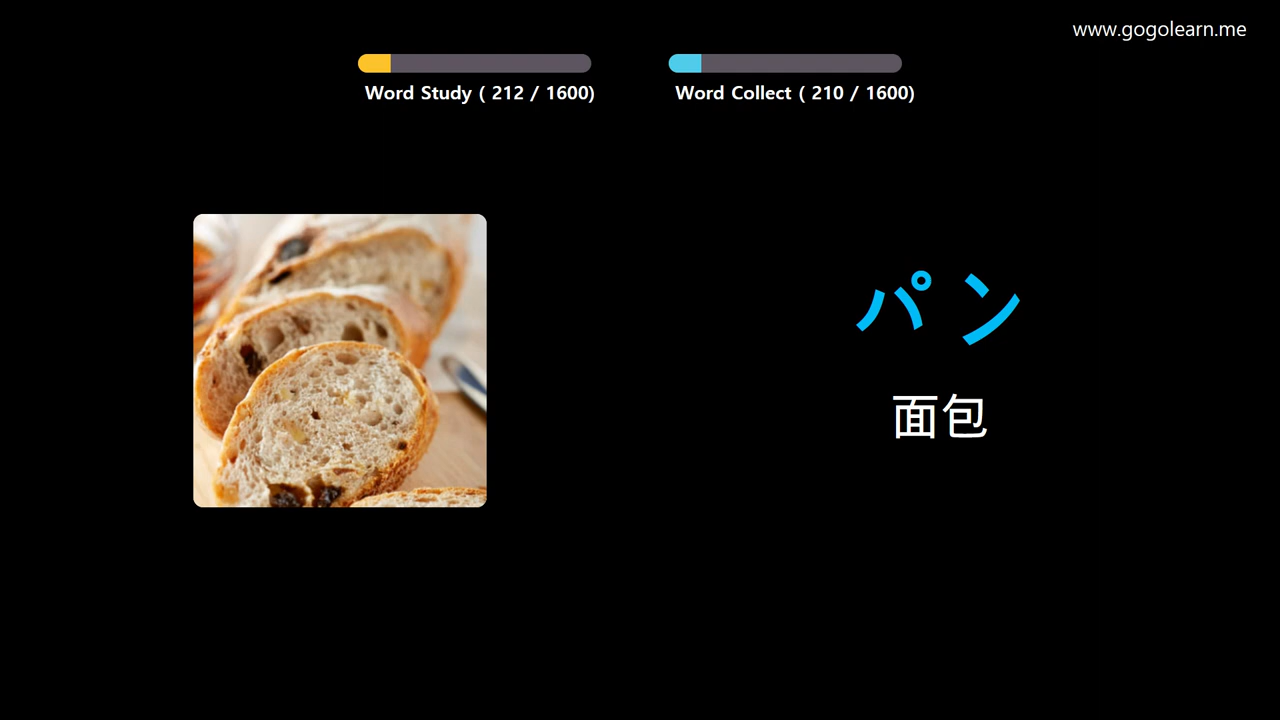 www.gogolearn.me
Word Study ( 212 / 1600)
Word Collect ( 210 / 1600)
パン
面包